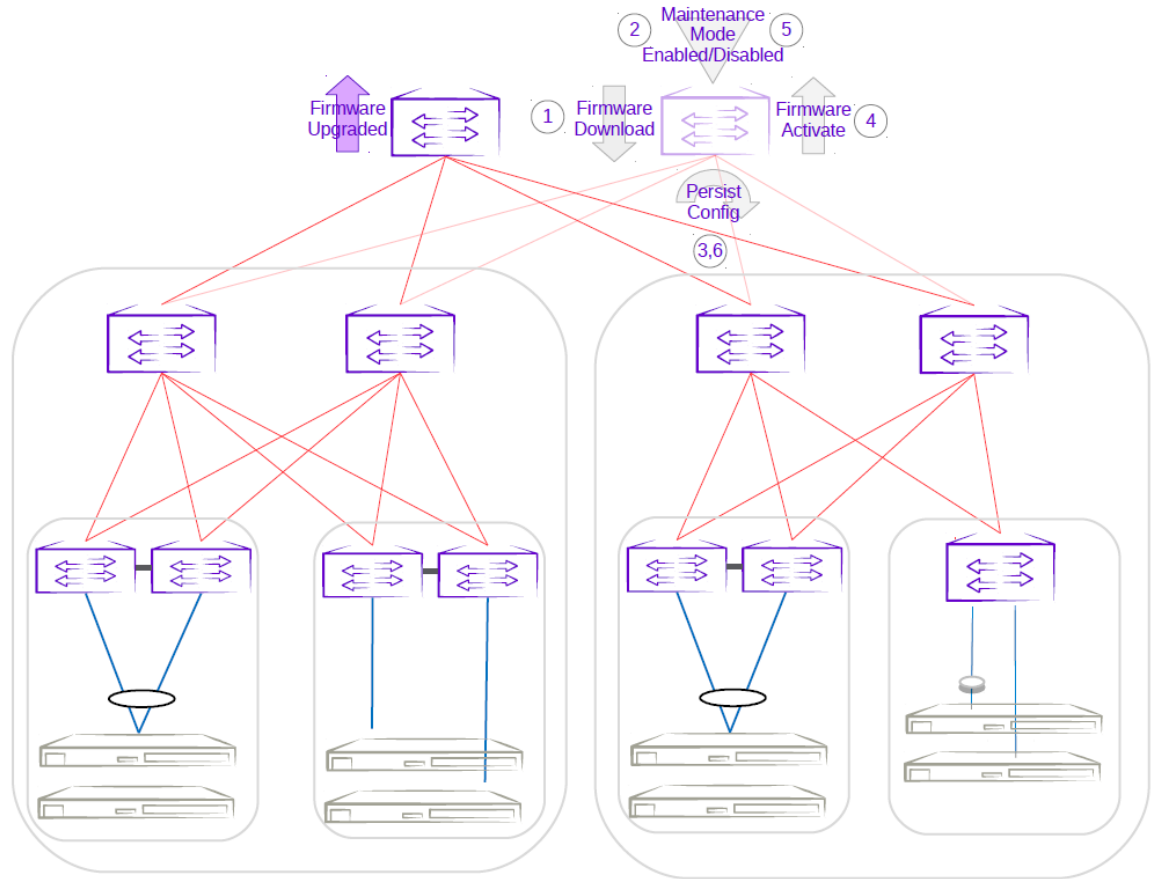 2
Maintenance
Mode
Enabled/Disabled
5
Firmware
Upgraded
1
Firmware
Download
Firmware
Activate
4
Persist
Config
3,6